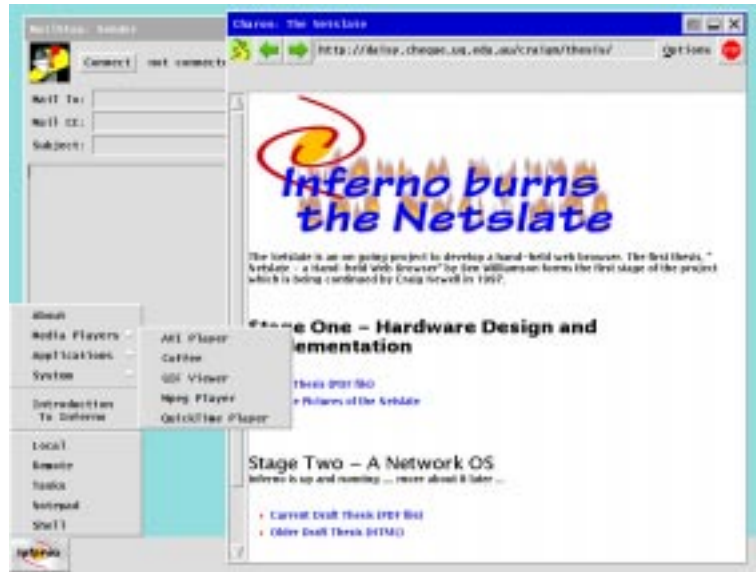 MailTool: Sender
Connect
not connect
Mail To:
Mail CC:
Subject:
Charon: The Netslate
http://daisy.cheque.uq.edu.au/craign/thesis/
Options
Inferno burns
the Netslate
The Netslate is an on going project to develop a hand-held web browser. The first thesis, "
Netslate - a Hand-held Web Browser" by Ben Williamson forms the first stage of the project
which is being continued by Craig Newell in 1997.
Stage One - Hardware Design and
ementation
Thesis (PDF file)
Pictures of the Netslate
Stage Two - A Network OS
Inferno is up and running ... more about it later ...
Current Draft Thesis (PDF file)
Older Draft Thesis (HTML)
About
Media Players
Applications
System
Introduction
To Inferno
Local
Remote
Tanks
Notepad
Shell
AVI Player
Coffee
GIF Viewer
Mpeg Player
QuickTime Player
Inferno